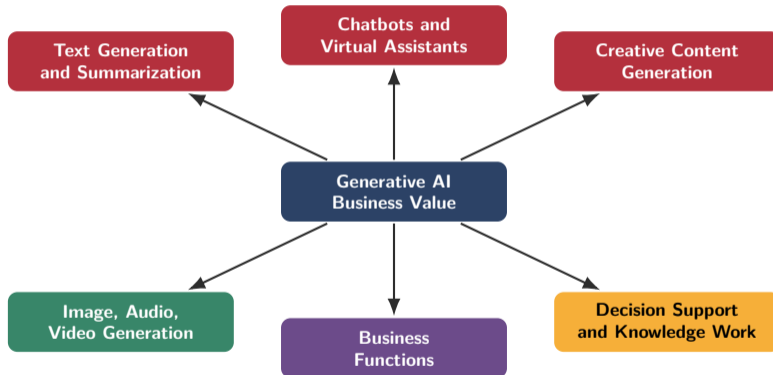 Chatbots and
Virtual Assistants
Text Generation
and Summarization
Creative Content
Generation
Generative AI
Business Value
Image, Audio,
Video Generation
Business
Functions
Decision Support
and Knowledge Work